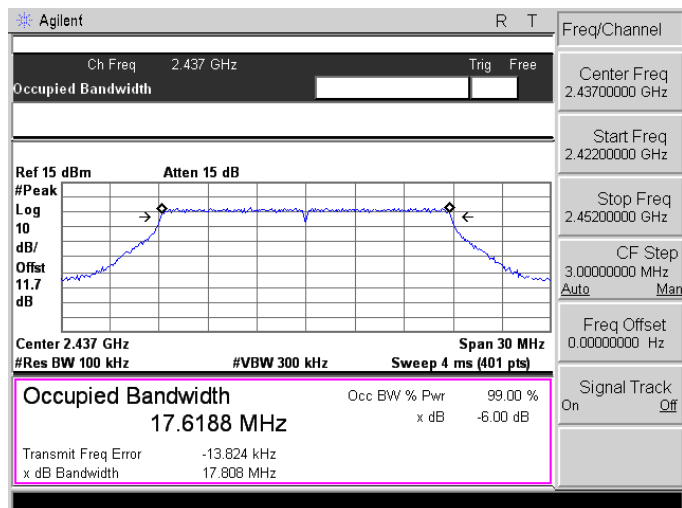 Agilent R T
Ch Freq 2.437 GHz Trig Free
Occupied Bandwidth
Ref 15 dBm Atten 15 dB
#Peak
Log
10
dB/
Offst
11.7
dB
Center 2.437 GHz Span 30 MHz
#Res BW 100 kHz #VBW 300 kHz Sweep 4 ms (401 pts)
Occupied Bandwidth Occ BW % Pwr 99.00 %
17.6188 MHz x dB -6.00 dB
Transmit Freq Error -13.824 kHz
x dB Bandwidth 17.808 MHz
Freq/Channel
Center Freq
2.43700000 GHz
Start Freq
2.42200000 GHz
Stop Freq
2.45200000 GHz
CF Step
3.00000000 MHz
Auto Man
Freq Offset
0.00000000 Hz
Signal Track
On Off